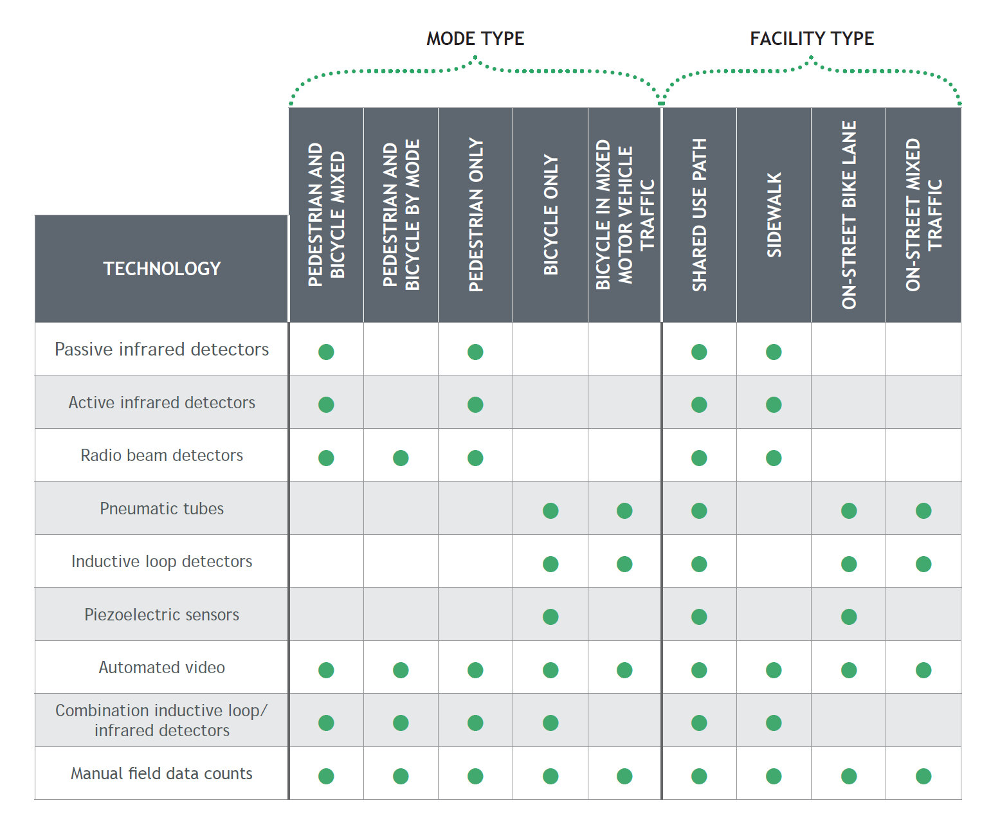 MODE TYPE
FACILITY TYPE
TECHNOLOGY
PEDESTRIAN AND
BICYCLE MIXED
PEDESTRIAN AND
BICYCLE BY MODE
PEDESTRIAN ONLY
BICYCLE ONLY
BICYCLE IN MIXED
MOTOR VEHICLE
TRAFFIC
SHARED USE PATH
SIDEWALK
ON-STREET BIKE LANE
ON-STREET MIXED
TRAFFIC
Passive infrared detectors
Active infrared detectors
Radio beam detectors
Pneumatic tubes
Inductive loop detectors
Piezoelectric sensors
Automated video
Combination inductive loop/
infrared detectors
Manual field data counts